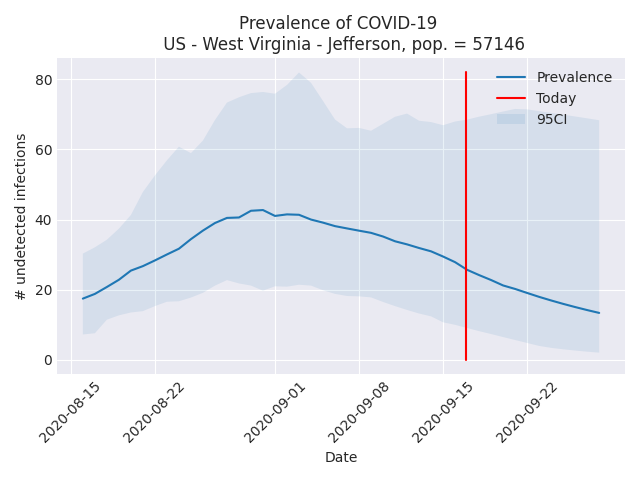 Prevalence of COVID-19
US - West Virginia - Jefferson, pop. = 57146
Prevalence
Today
95CI
80
60
40
20
0
# undetected infections
2020-08-15
2020-08-22
2020-09-01
2020-09-08
2020-09-15
2020-09-22
Date